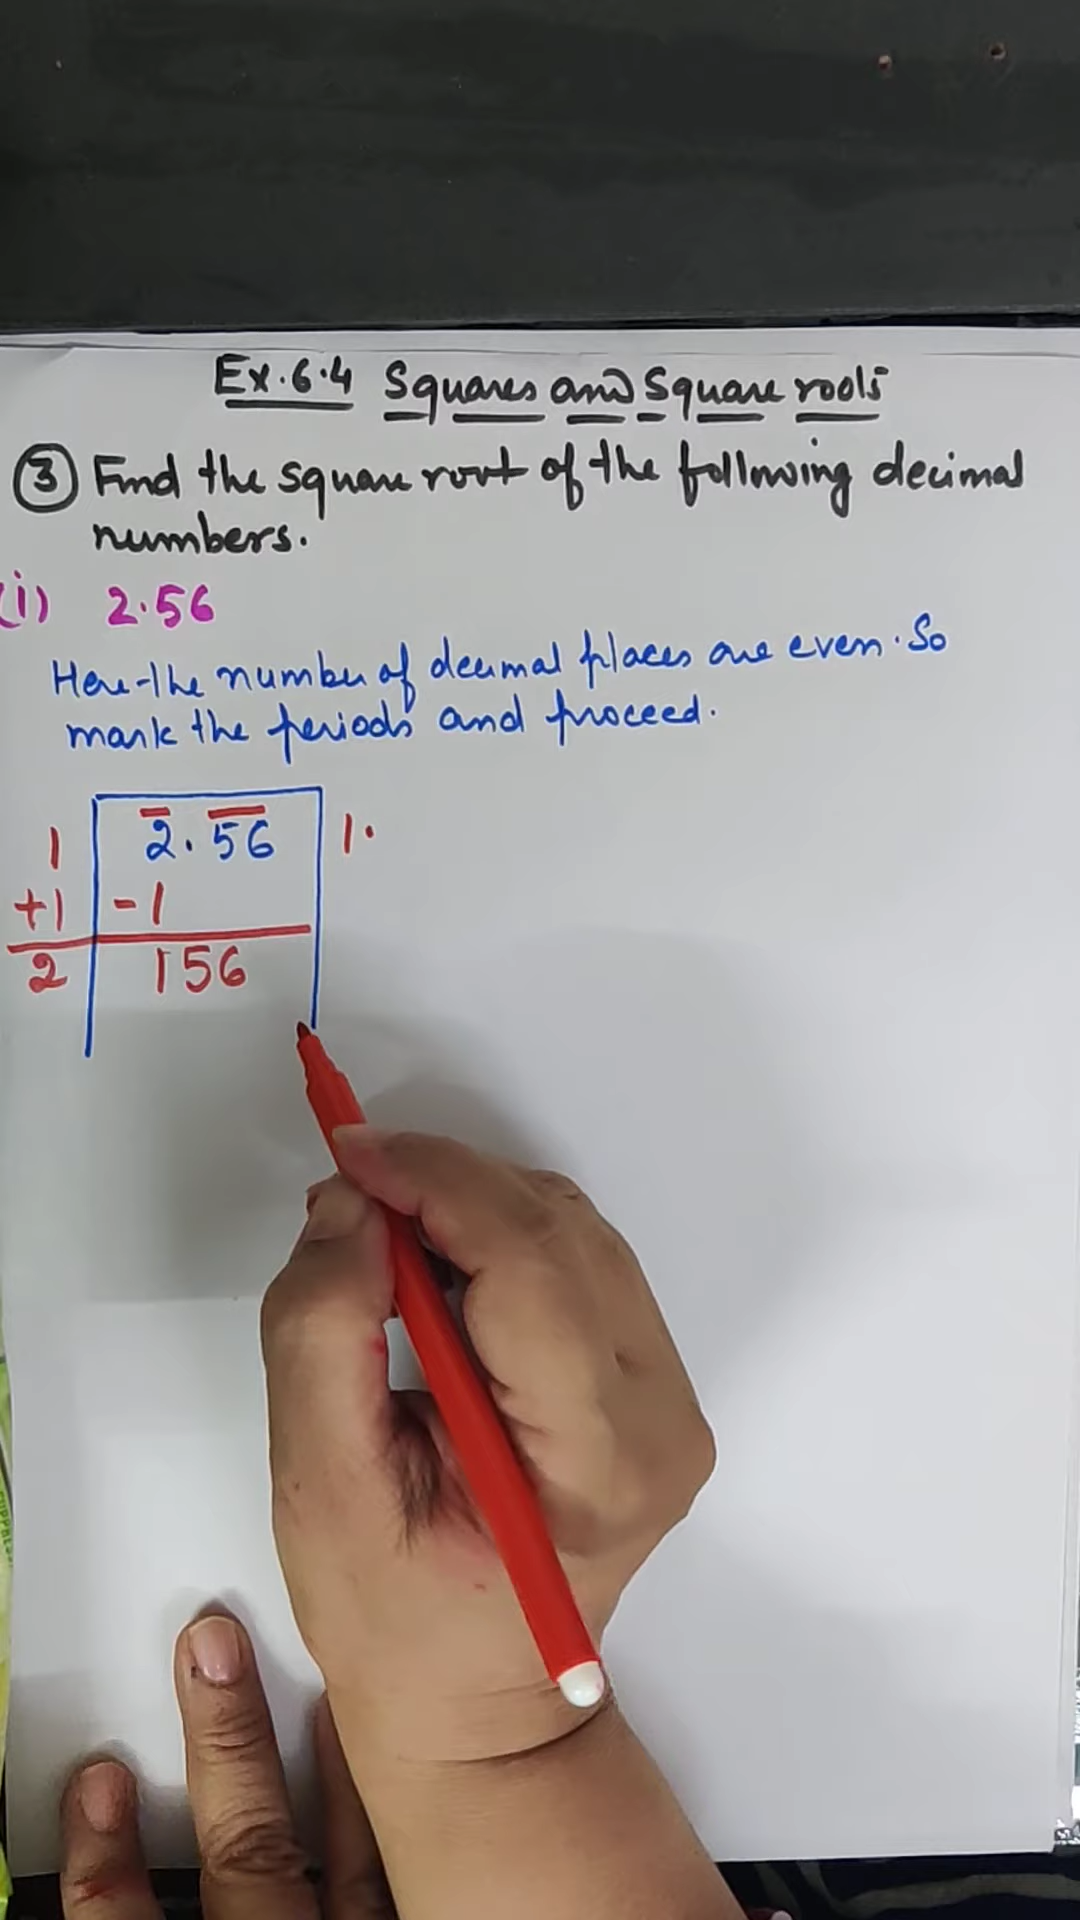 Ex.6.4 Squares and Square roots
③ Find the square root of the following decimal
numbers.
(i) 2.56
Here the number of decimal places are even. So
mark the periods and proceed.
1 2.56 1.
+1 -1
2 156